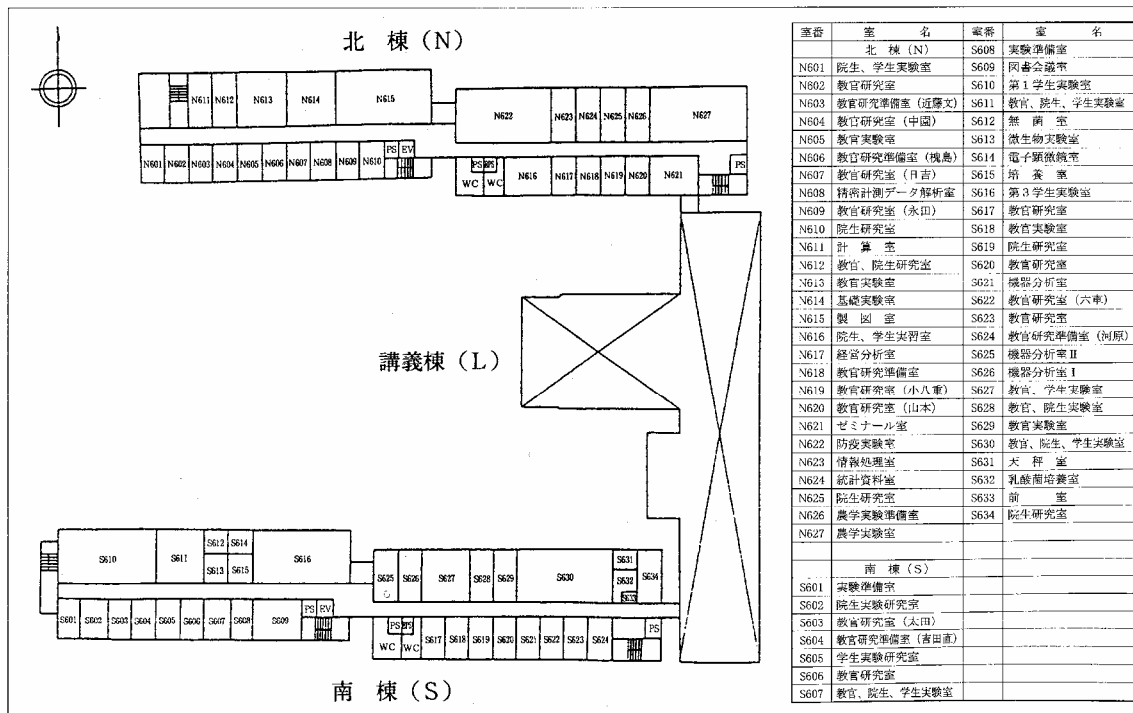 北 棟（N）
N611 N612 N613 N614 N615
N601 N602 N603 N604 N605 N606 N607 N608 N609 N610 PS EV
N622 N623 N624 N625 N626 N627
PS EPS WC WC N616 N617 N618 N619 N620 N621 PS
講義棟（L）
S610 S611 S612 S614 S613 S615 S616
S601 S602 S603 S604 S605 S606 S607 S608 S609 PS EV
S625 S626 S627 S628 S629 S630 S631 S632 S633 S634
PS EPS WC WC S617 S618 S619 S620 S621 S622 S623 S624 PS
南 棟（S）
室番 室 名 室番 室 名
北 棟（N） S608 実験準備室
N601 院生、学生実験室 S609 図書会議室
N602 教官研究室 S610 第1学生実験室
N603 教官研究準備室（近藤文） S611 教官、院生、学生実験室
N604 教官研究室（中園） S612 無 菌 室
N605 教官実験室 S613 微生物実験室
N606 教官研究準備室（槐島） S614 電子顕微鏡室
N607 教官研究室（日吉） S615 培 養 室
N608 精密計測データ解析室 S616 第3学生実験室
N609 教官研究室（永田） S617 教官研究室
N610 院生研究室 S618 教官実験室
N611 計 算 室 S619 院生研究室
N612 教官、院生研究室 S620 教官研究室
N613 教官実験室 S621 機器分析室
N614 基礎実験室 S622 教官研究室（六車）
N615 製 図 室 S623 教官研究室
N616 院生、学生実習室 S624 教官研究準備室（河原）
N617 経営分析室 S625 機器分析室Ⅱ
N618 教官研究準備室 S626 機器分析室Ⅰ
N619 教官研究室（小八重） S627 教官、学生実験室
N620 教官研究室（山本） S628 教官、院生実験室
N621 ゼミナール室 S629 教官実験室
N622 防疫実験室 S630 教官、院生、学生実験室
N623 情報処理室 S631 天 秤 室
N624 統計資料室 S632 乳酸菌培養室
N625 院生研究室 S633 前 室
N626 農学実験準備室 S634 院生研究室
N627 農学実験室
南 棟（S）
S601 実験準備室
S602 院生実験研究室
S603 教官研究室（太田）
S604 教官研究準備室（吉田直）
S605 学生実験研究室
S606 教官研究室
S607 教官、院生、学生実験室